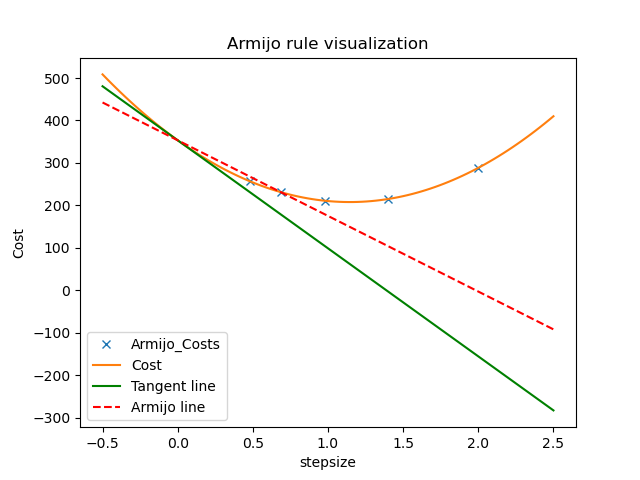 Armijo rule visualization
Cost
500
400
300
200
100
0
−100
−200
−300
Armijo_Costs
Cost
Tangent line
Armijo line
−0.5 0.0 0.5 1.0 1.5 2.0 2.5
stepsize